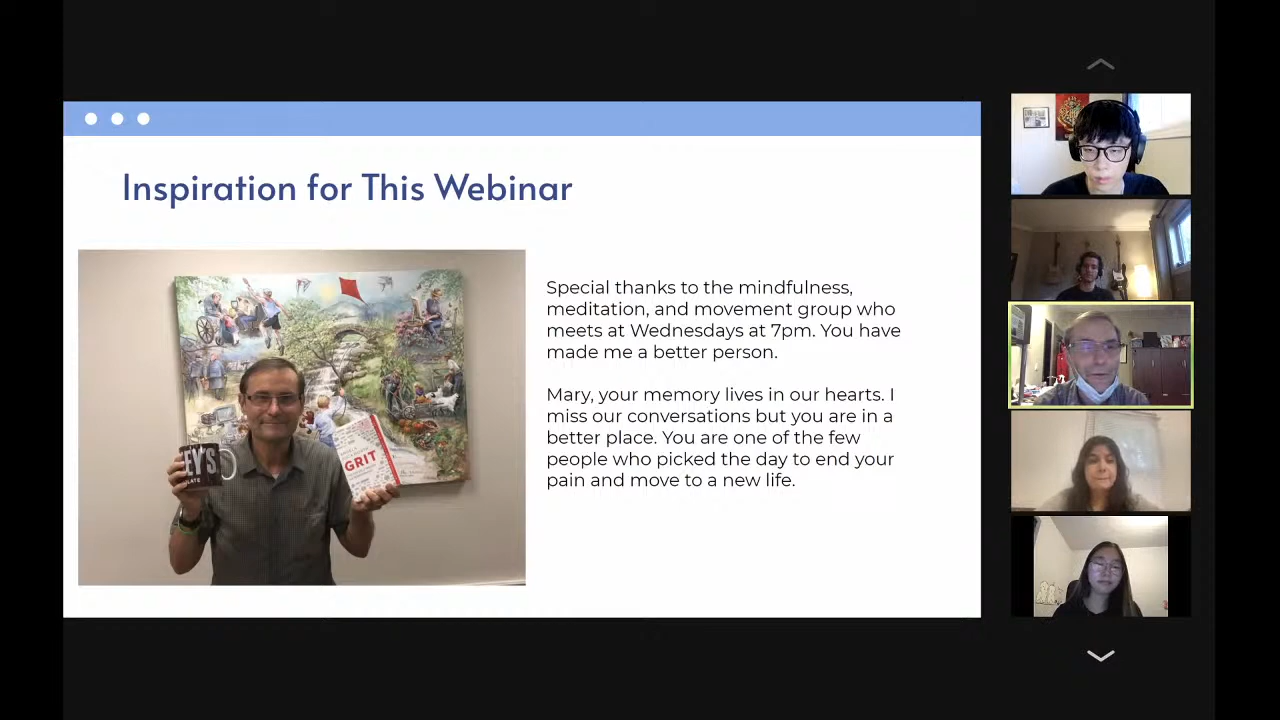 Inspiration for This Webinar
Special thanks to the mindfulness,
meditation, and movement group who
meets at Wednesdays at 7pm. You have
made me a better person.
Mary, your memory lives in our hearts. I
miss our conversations but you are in a
better place. You are one of the few
people who picked the day to end your
pain and move to a new life.
EY'S
LATE
GRIT